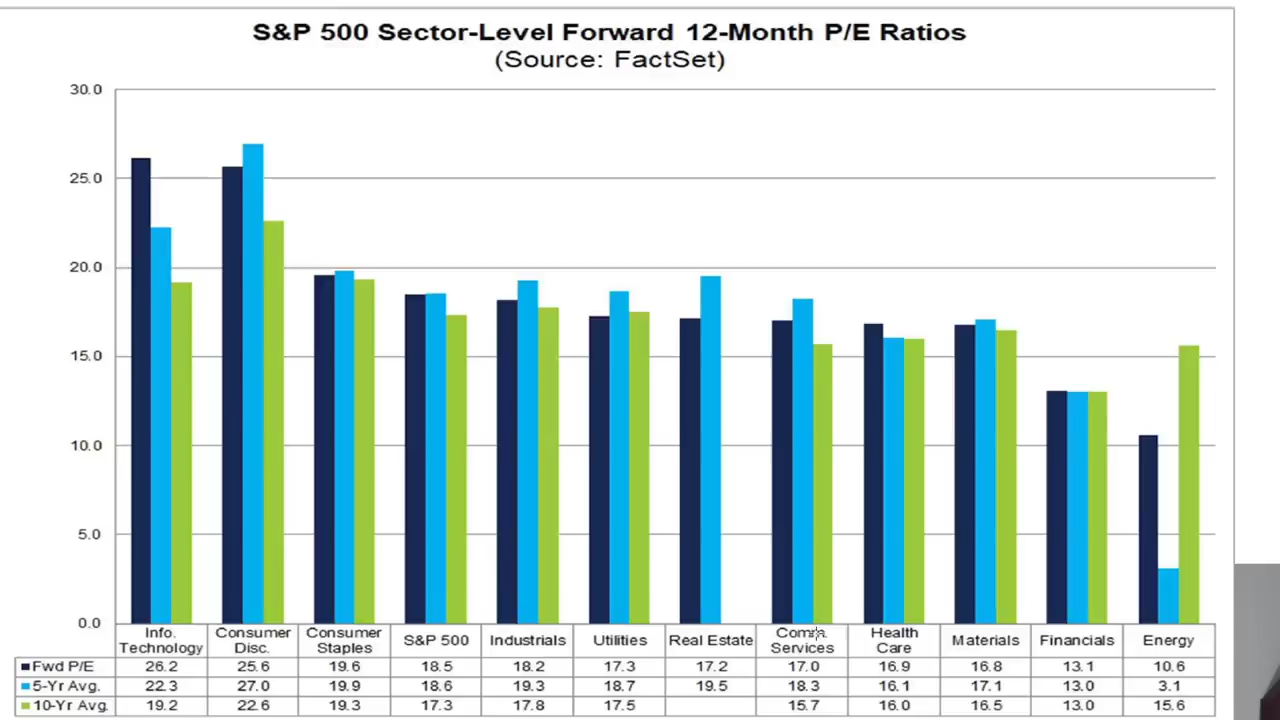 S&P 500 Sector-Level Forward 12-Month P/E Ratios
(Source: FactSet)
30.0
25.0
20.0
15.0
10.0
5.0
0.0
Info. Technology Consumer Disc. Consumer Staples S&P 500 Industrials Utilities Real Estate Comm. Services Health Care Materials Financials Energy
Fwd P/E 26.2 25.6 19.6 18.5 18.2 17.3 17.2 17.0 16.9 16.8 13.1 10.6
5-Yr Avg. 22.3 27.0 19.9 18.6 19.3 18.7 19.5 18.3 16.1 17.1 13.0 3.1
10-Yr Avg. 19.2 22.6 19.3 17.3 17.8 17.5 15.7 16.0 16.5 13.0 15.6